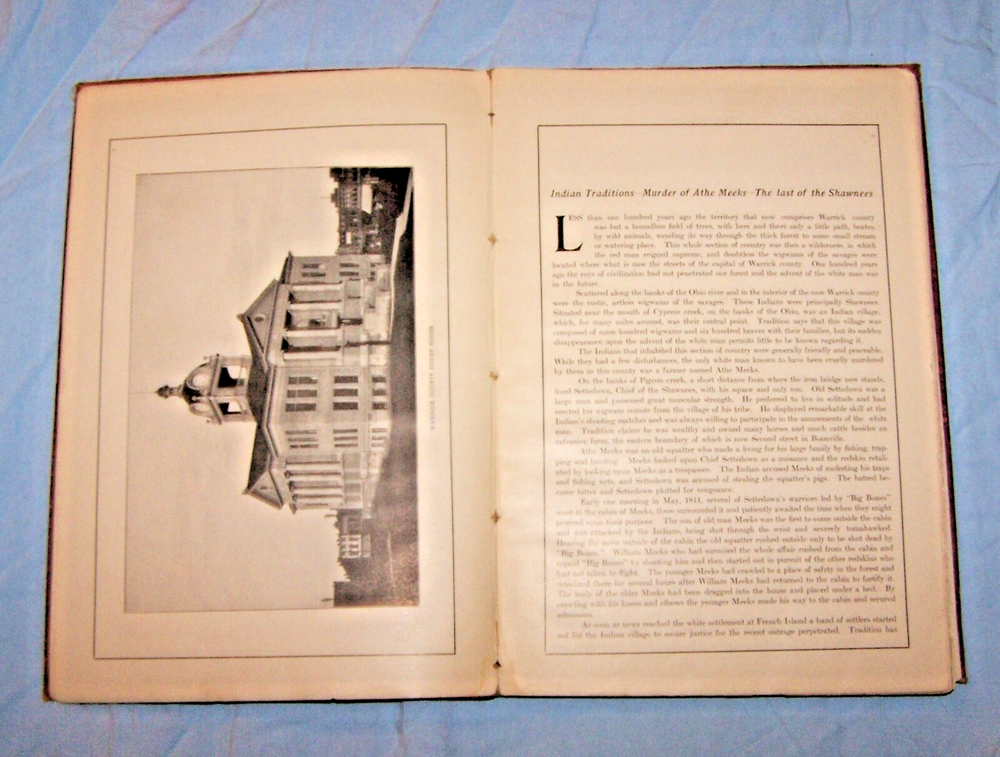 WARRICK COUNTY COURT HOUSE
Indian Traditions—Murder of Athe Meeks—The last of the Shawnees
LESS than one hundred years ago the territory that now comprises Warrick county
was but a boundless field of trees, with here and there only a little path, beaten
by wild animals, wending its way through the thick forest to some small stream
or watering place. This whole section of country was then a wilderness, in which
the red man reigned supreme, and doubtless the wigwams of the savages were
located where what is now the streets of the capital of Warrick county. One hundred years
ago the rays of civilization had not penetrated our forest and the advent of the white man was
in the future.
Scattered along the banks of the Ohio river and in the interior of the now Warrick county
were the rustic, artless wigwams of the savages. These Indians were principally Shawnees.
Situated near the mouth of Cypress creek, on the banks of the Ohio, was an Indian village,
which, for many miles around, was their central point. Tradition says that this village was
composed of some hundred wigwams and six hundred braves with their families, but its sudden
disappearance upon the advent of the white man permits little to be known regarding it.
The Indians that inhabited this section of country were generally friendly and peaceable.
While they had a few disturbances, the only white man known to have been cruelly murdered
by them in this county was a farmer named Athe Meeks.
On the banks of Pigeon creek, a short distance from where the iron bridge now stands,
lived Settedown, Chief of the Shawnees, with his squaw and only son. Old Settedown was a
large man and possessed great muscular strength. He preferred to live in solitude and had
erected his wigwam remote from the village of his tribe. He displayed remarkable skill at the
Indian's shooting matches and was always willing to participate in the amusements of the white
man. Tradition claims he was wealthy and owned many horses and much cattle besides an
extensive farm, the eastern boundary of which is now Second street in Boonville.
Athe Meeks was an old squatter who made a living for his large family by fishing, trap-
ping and hunting. Meeks looked upon Chief Settedown as a nuisance and the redskin retali-
ated by looking upon Meeks as a trespasser. The Indian accused Meeks of molesting his traps
and fishing nets, and Settedown was accused of stealing the squatter's pigs. The hatred be-
came bitter and Settedown plotted for vengeance.
Early one morning in May, 1811, several of Settedown's warriors led by "Big Bones"
went to the cabin of Meeks, these surrounded it and patiently awaited the time when they might
proceed upon their purpose. The son of old man Meeks was the first to come outside the cabin
and was attacked by the Indians, being shot through the wrist and severely tomahawked.
Hearing the noise outside of the cabin the old squatter rushed outside only to be shot dead by
"Big Bones." William Meeks who had surmised the whole affair rushed from the cabin and
repaid "Big Bones" by shooting him and then started out in pursuit of the other redskins who
had not taken to flight. The younger Meeks had crawled to a place of safety in the forest and
remained there for several hours after William Meeks had returned to the cabin to fortify it.
The body of the older Meeks had been dragged into the house and placed under a bed. By
crawling with his knees and elbows the younger Meeks made his way to the cabin and secured
admission.
As soon as news reached the white settlement at French Island a band of settlers started
out for the Indian village to secure justice for the recent outrage perpetrated. Tradition has